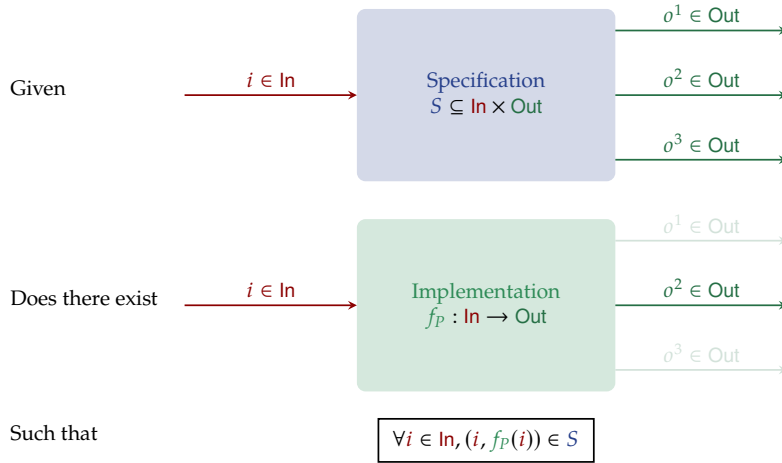 o¹ ∈ Out
Given
i ∈ In
Specification
S ⊆ In × Out
o² ∈ Out
o³ ∈ Out
o¹ ∈ Out
Does there exist
i ∈ In
Implementation
f_P : In → Out
o² ∈ Out
o³ ∈ Out
Such that
∀i ∈ In, (i, f_P(i)) ∈ S